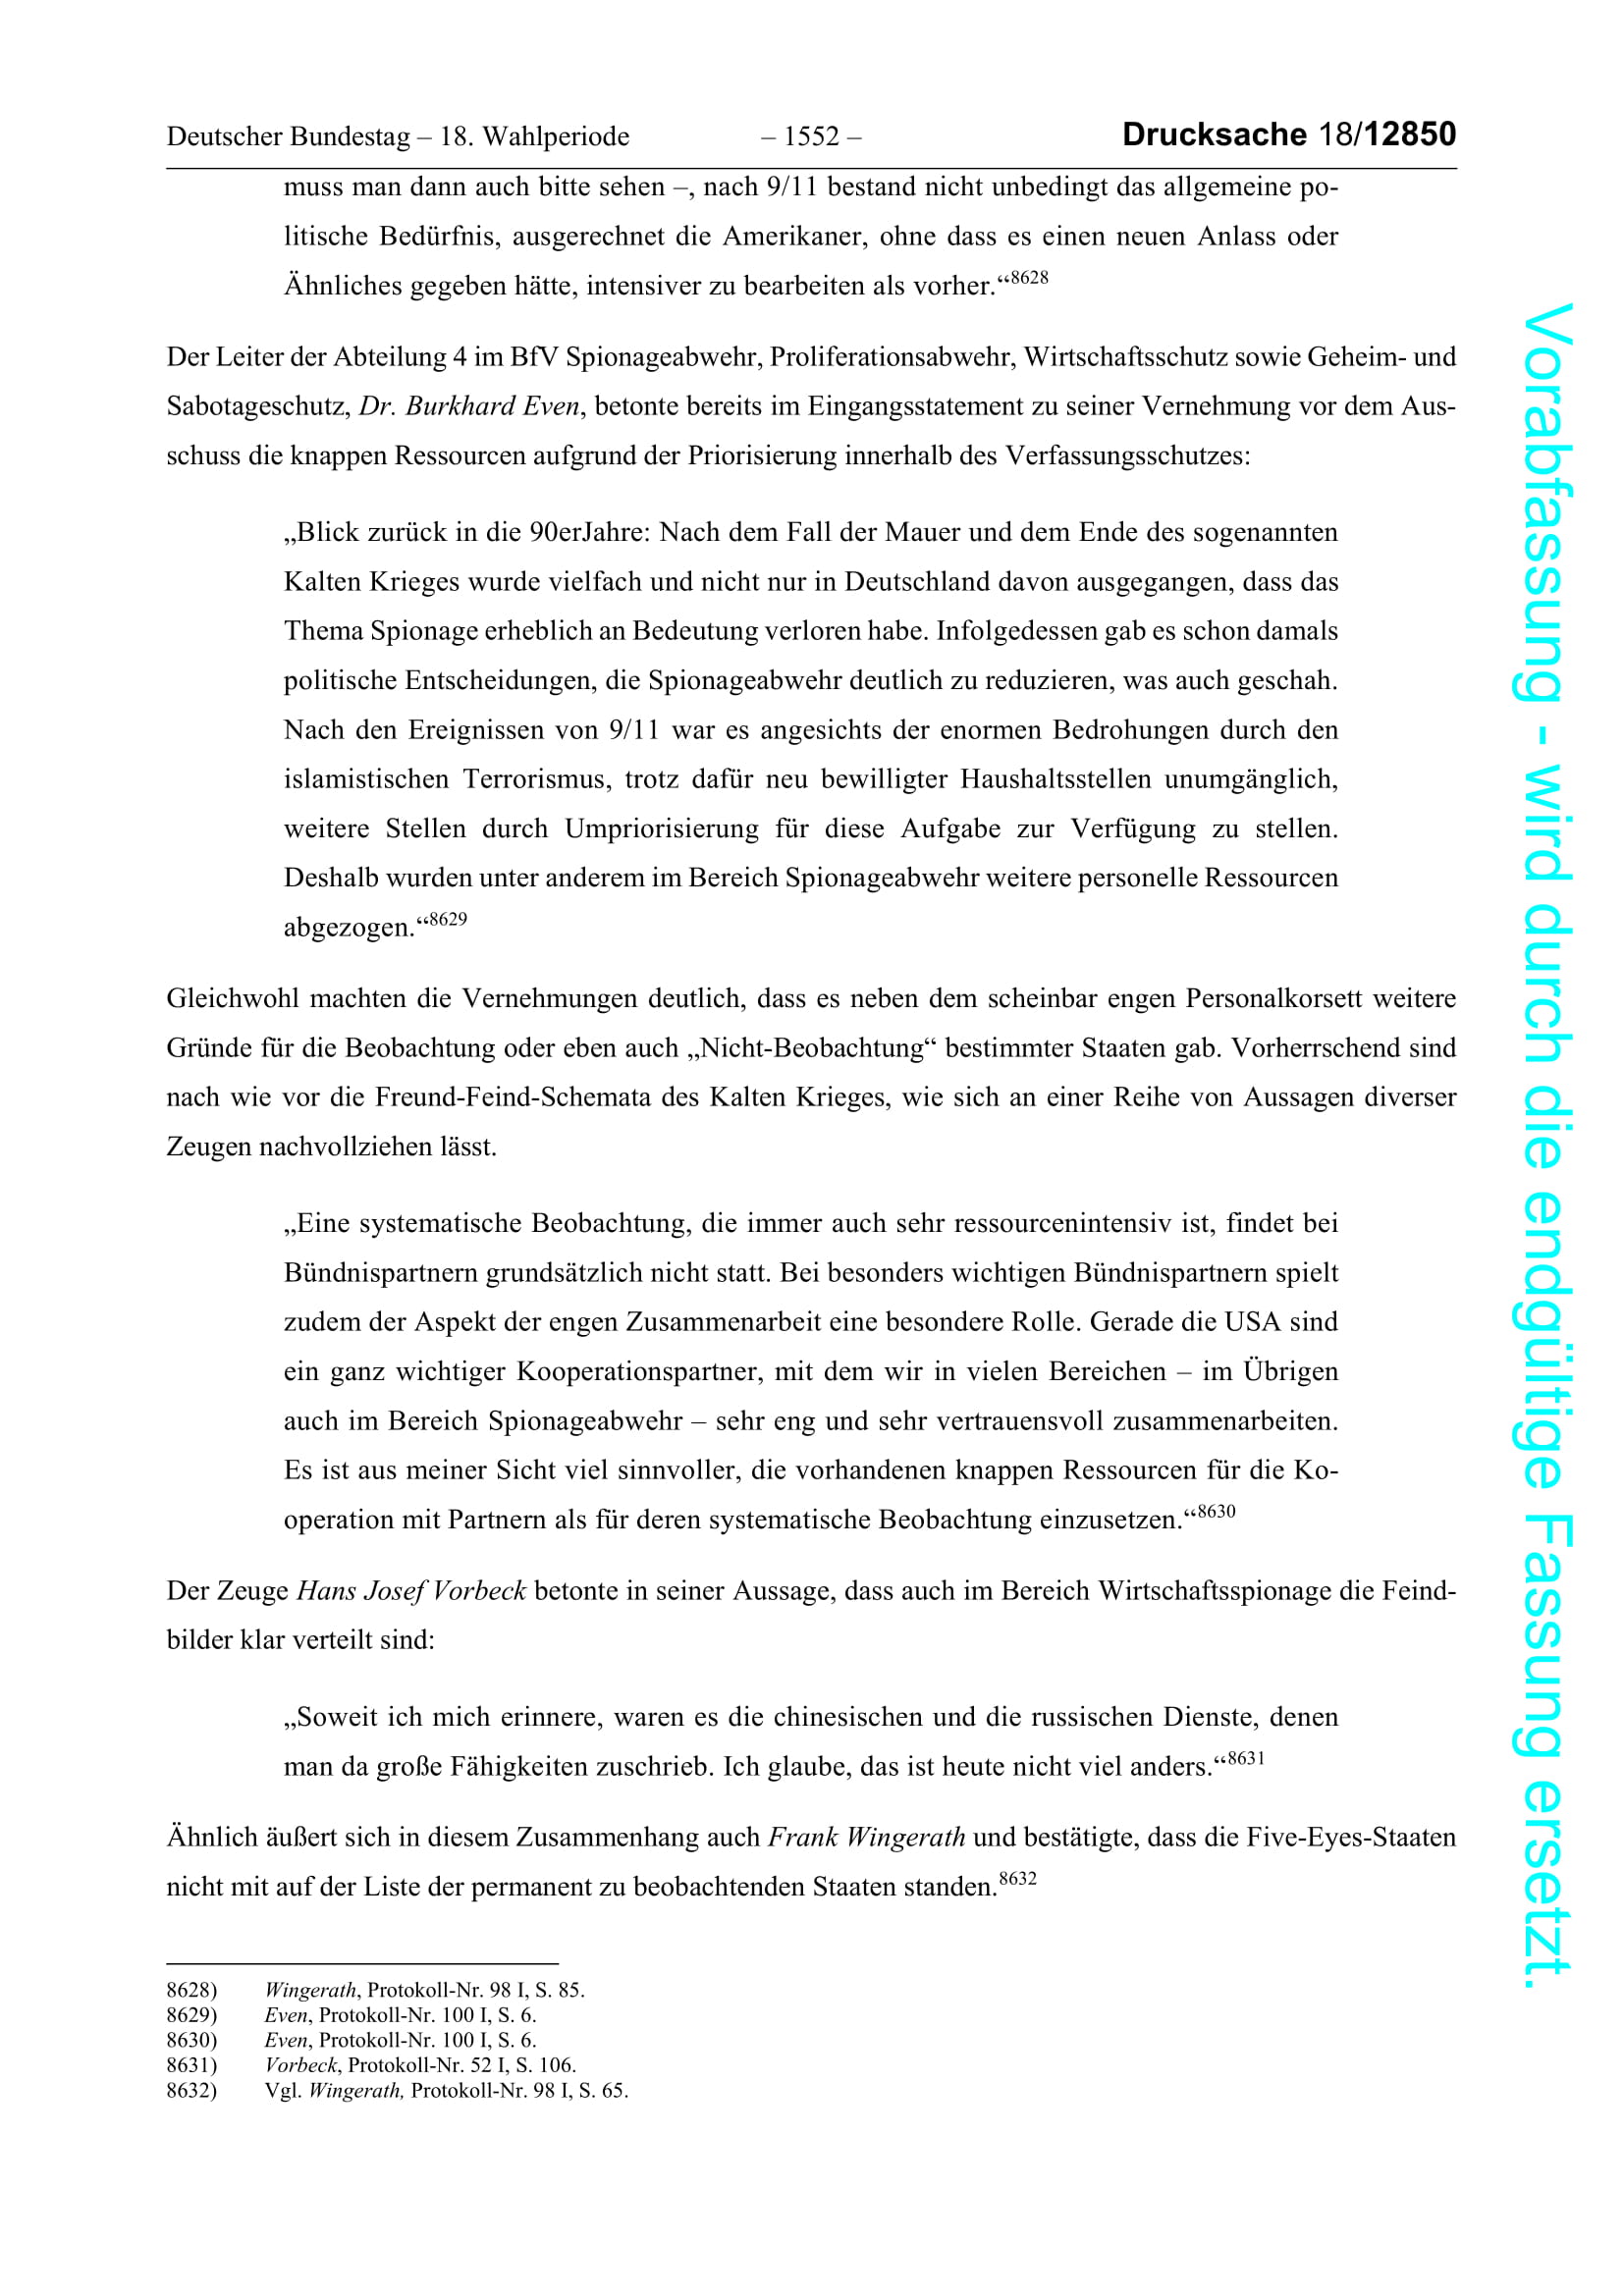 Deutscher Bundestag – 18. Wahlperiode – 1552 – Drucksache 18/12850
muss man dann auch bitte sehen –, nach 9/11 bestand nicht unbedingt das allgemeine po-
litische Bedürfnis, ausgerechnet die Amerikaner, ohne dass es einen neuen Anlass oder
Ähnliches gegeben hätte, intensiver zu bearbeiten als vorher.“8628
Der Leiter der Abteilung 4 im BfV Spionageabwehr, Proliferationsabwehr, Wirtschaftsschutz sowie Geheim- und
Sabotageschutz, Dr. Burkhard Even, betonte bereits im Eingangsstatement zu seiner Vernehmung vor dem Aus-
schuss die knappen Ressourcen aufgrund der Priorisierung innerhalb des Verfassungsschutzes:
„Blick zurück in die 90erJahre: Nach dem Fall der Mauer und dem Ende des sogenannten
Kalten Krieges wurde vielfach und nicht nur in Deutschland davon ausgegangen, dass das
Thema Spionage erheblich an Bedeutung verloren habe. Infolgedessen gab es schon damals
politische Entscheidungen, die Spionageabwehr deutlich zu reduzieren, was auch geschah.
Nach den Ereignissen von 9/11 war es angesichts der enormen Bedrohungen durch den
islamistischen Terrorismus, trotz dafür neu bewilligter Haushaltsstellen unumgänglich,
weitere Stellen durch Umpriorisierung für diese Aufgabe zur Verfügung zu stellen.
Deshalb wurden unter anderem im Bereich Spionageabwehr weitere personelle Ressourcen
abgezogen.“8629
Gleichwohl machten die Vernehmungen deutlich, dass es neben dem scheinbar engen Personalkorsett weitere
Gründe für die Beobachtung oder eben auch „Nicht-Beobachtung“ bestimmter Staaten gab. Vorherrschend sind
nach wie vor die Freund-Feind-Schemata des Kalten Krieges, wie sich an einer Reihe von Aussagen diverser
Zeugen nachvollziehen lässt.
„Eine systematische Beobachtung, die immer auch sehr ressourcenintensiv ist, findet bei
Bündnispartnern grundsätzlich nicht statt. Bei besonders wichtigen Bündnispartnern spielt
zudem der Aspekt der engen Zusammenarbeit eine besondere Rolle. Gerade die USA sind
ein ganz wichtiger Kooperationspartner, mit dem wir in vielen Bereichen – im Übrigen
auch im Bereich Spionageabwehr – sehr eng und sehr vertrauensvoll zusammenarbeiten.
Es ist aus meiner Sicht viel sinnvoller, die vorhandenen knappen Ressourcen für die Ko-
operation mit Partnern als für deren systematische Beobachtung einzusetzen.“8630
Der Zeuge Hans Josef Vorbeck betonte in seiner Aussage, dass auch im Bereich Wirtschaftsspionage die Feind-
bilder klar verteilt sind:
„Soweit ich mich erinnere, waren es die chinesischen und die russischen Dienste, denen
man da große Fähigkeiten zuschrieb. Ich glaube, das ist heute nicht viel anders.“8631
Ähnlich äußert sich in diesem Zusammenhang auch Frank Wingerath und bestätigte, dass die Five-Eyes-Staaten
nicht mit auf der Liste der permanent zu beobachtenden Staaten standen.8632
8628) Wingerath, Protokoll-Nr. 98 I, S. 85.
8629) Even, Protokoll-Nr. 100 I, S. 6.
8630) Even, Protokoll-Nr. 100 I, S. 6.
8631) Vorbeck, Protokoll-Nr. 52 I, S. 106.
8632) Vgl. Wingerath, Protokoll-Nr. 98 I, S. 65.
Vorabfassung - wird durch die endgültige Fassung ersetzt.